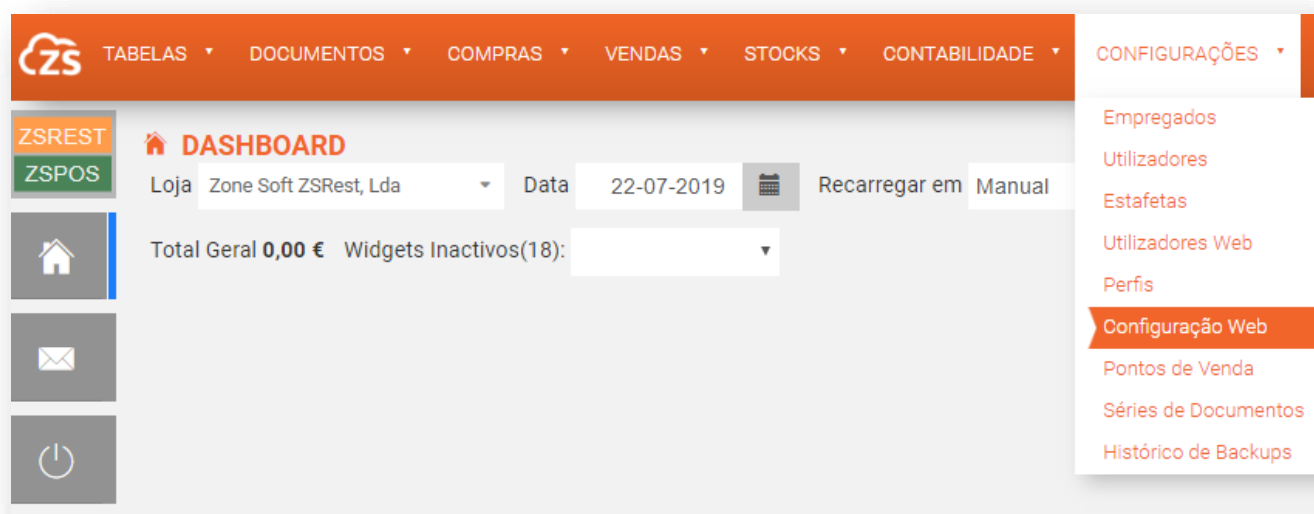 ZS TABELAS DOCUMENTOS COMPRAS VENDAS STOCKS CONTABILIDADE CONFIGURAÇÕES
ZSREST
ZSPOS
DASHBOARD
Loja Zone Soft ZSRest, Lda Data 22-07-2019 Recarregar em Manual
Total Geral 0,00 € Widgets Inactivos(18):
Empregados
Utilizadores
Estafetas
Utilizadores Web
Perfis
Configuração Web
Pontos de Venda
Séries de Documentos
Histórico de Backups